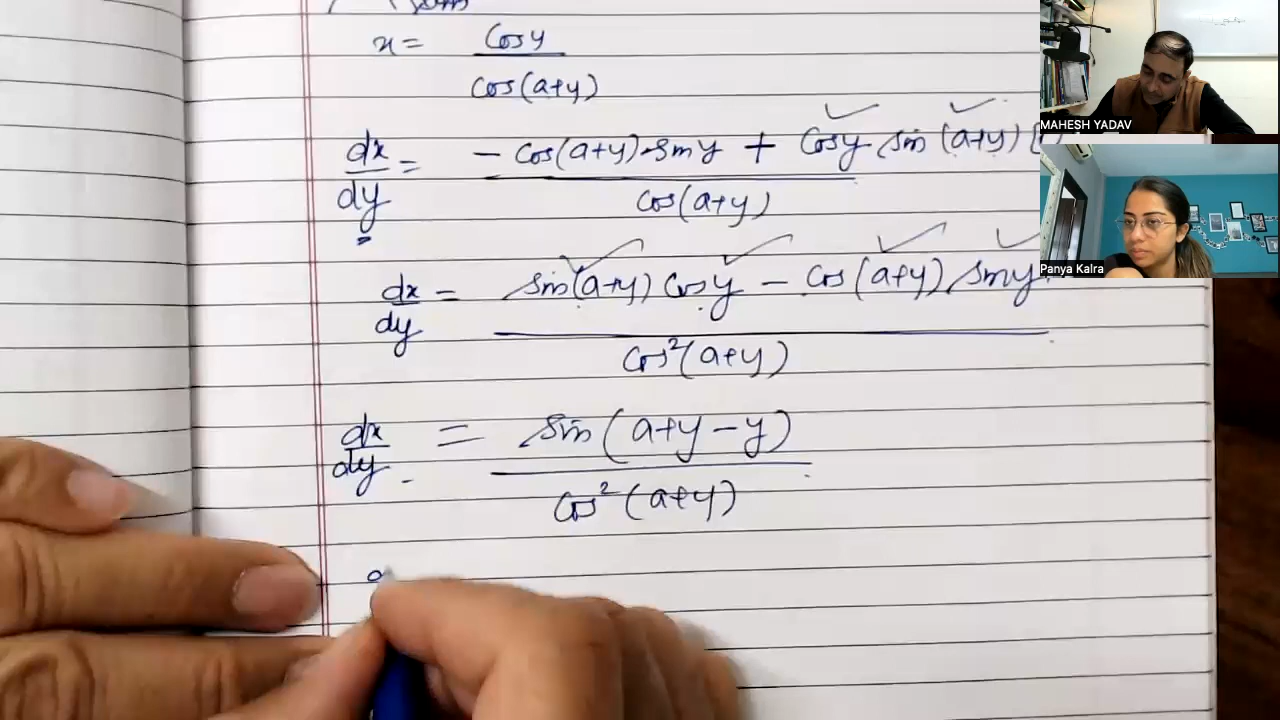 x = cos y
cos(a+y)
dx/dy = - cos(a+y) . sin y + cos y sin (a+y)
cos(a+y)
dx/dy = sin(a+y) cos y - cos (a+y) sin y
cos²(a+y)
dx/dy = sin (a+y-y)
cos² (a+y)
MAHESH YADAV
Panya Kalra